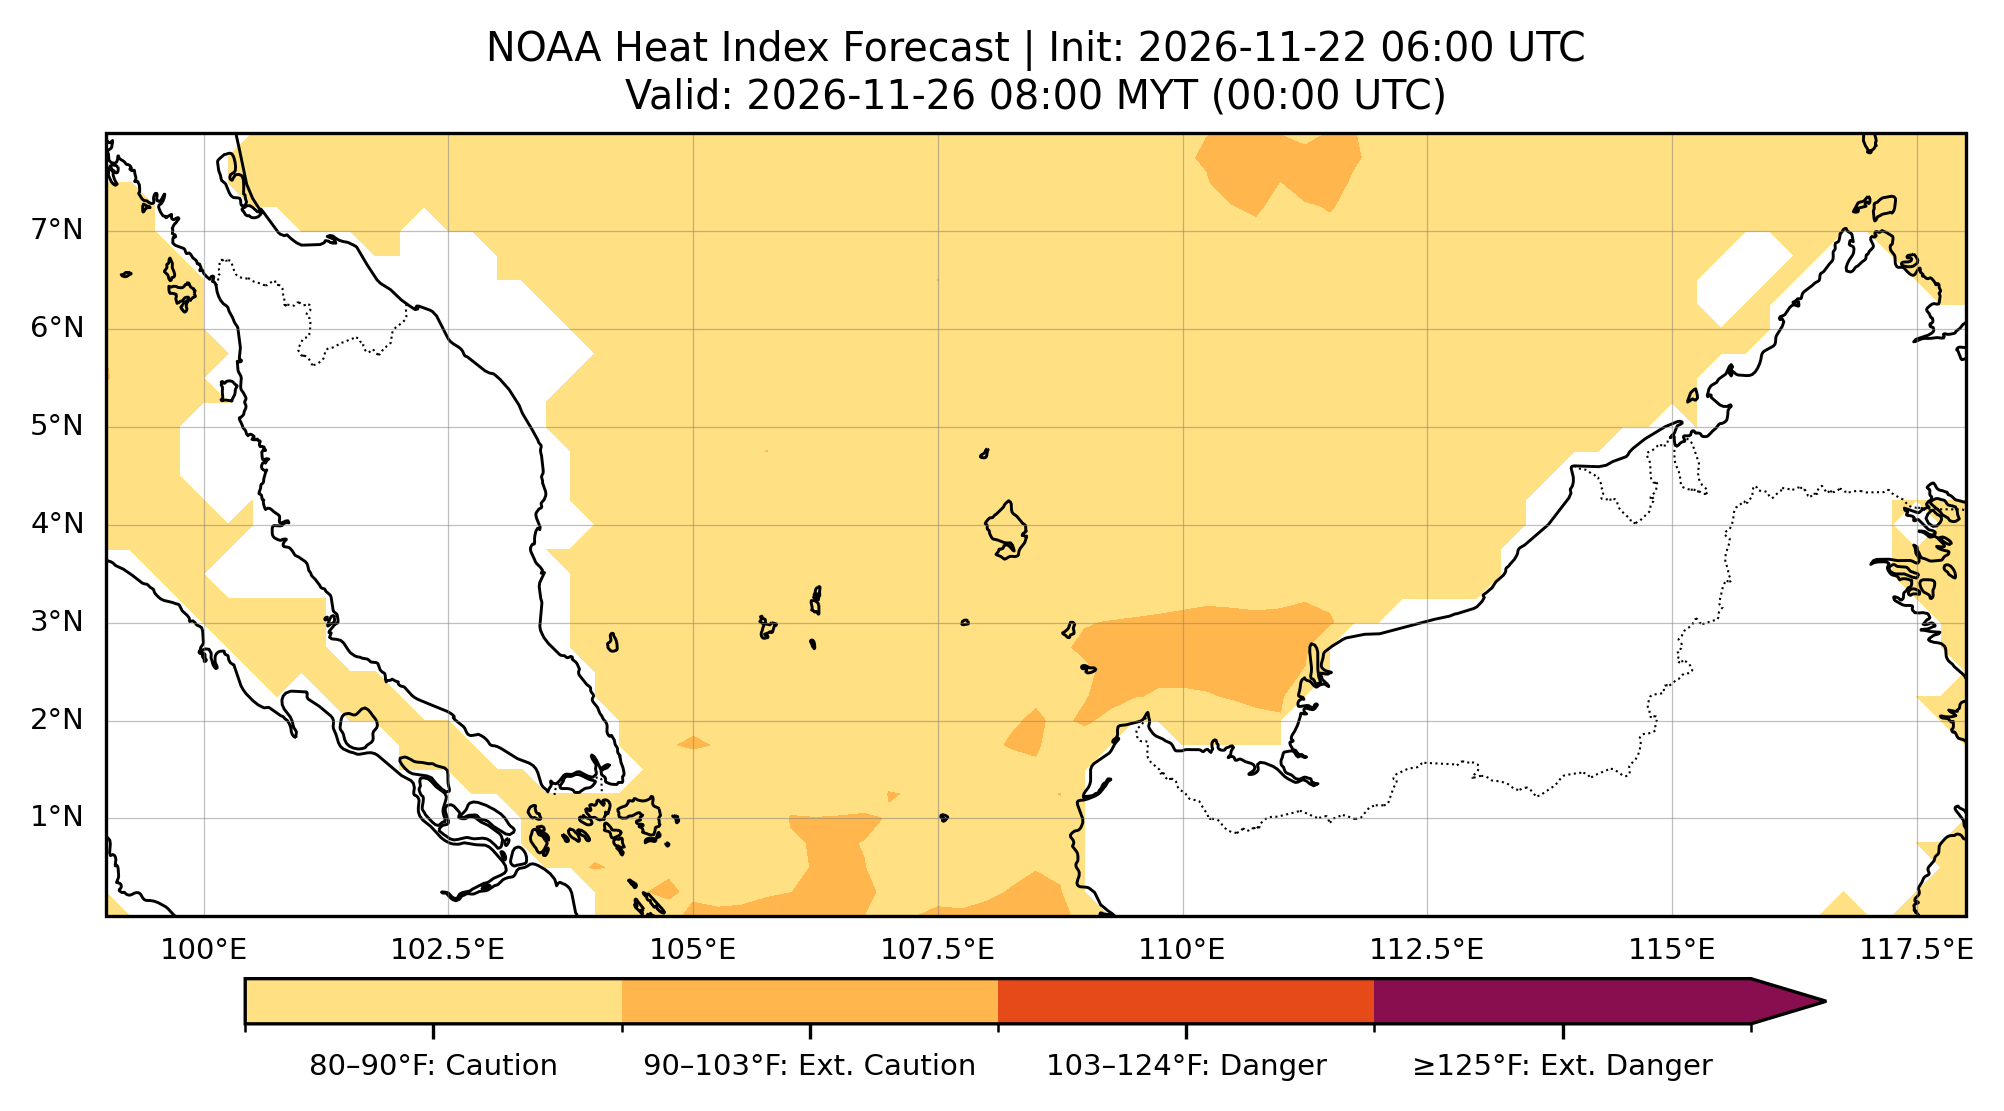 NOAA Heat Index Forecast | Init: 2026-11-22 06:00 UTC
Valid: 2026-11-26 08:00 MYT (00:00 UTC)
7°N
6°N
5°N
4°N
3°N
2°N
1°N
100°E 102.5°E 105°E 107.5°E 110°E 112.5°E 115°E 117.5°E
80–90°F: Caution 90–103°F: Ext. Caution 103–124°F: Danger ≥125°F: Ext. Danger